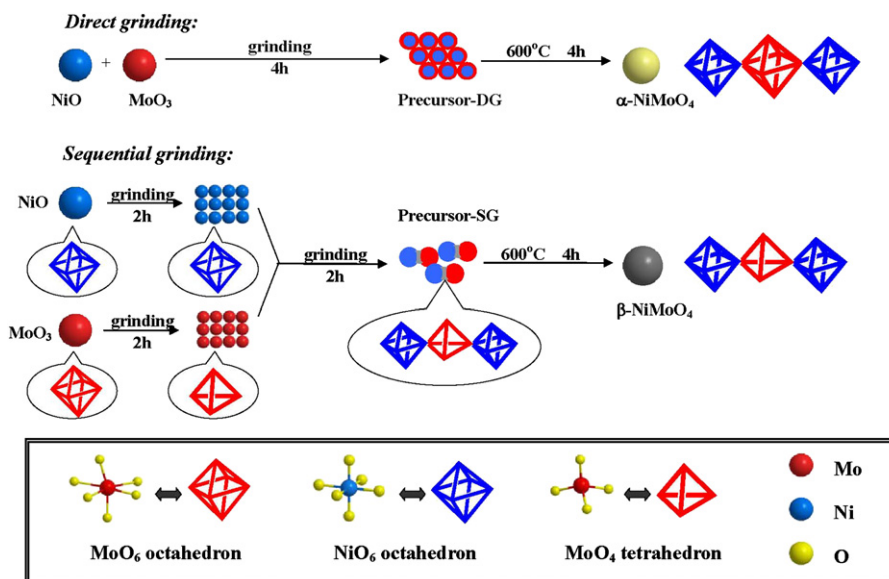 Direct grinding:
NiO + MoO₃
grinding
4h
Precursor-DG
600°C 4h
α-NiMoO₄
Sequential grinding:
NiO
grinding
2h
MoO₃
grinding
2h
grinding
2h
Precursor-SG
600°C 4h
β-NiMoO₄
MoO₆ octahedron
NiO₆ octahedron
MoO₄ tetrahedron
Mo
Ni
O